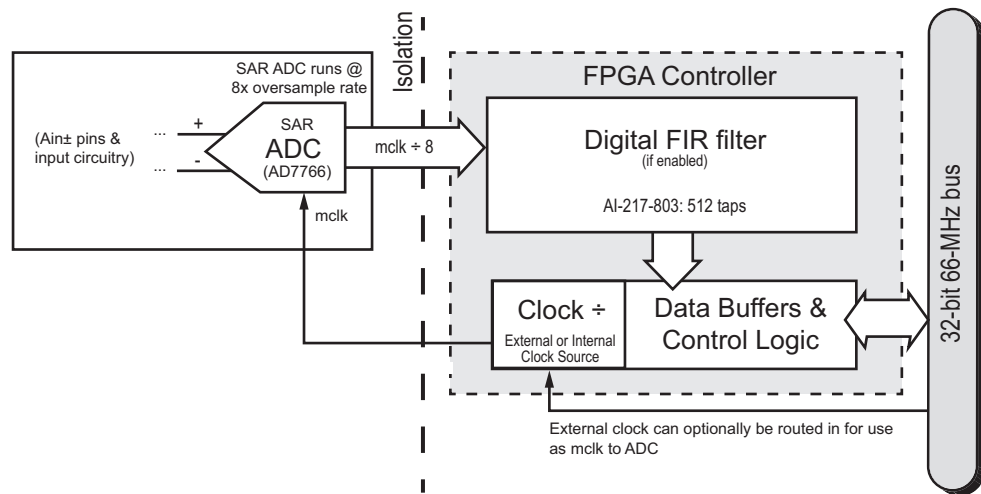 SAR ADC runs @
8x oversample rate
(Ain± pins &
input circuitry)
...
+
...
-
SAR
ADC
(AD7766)
mclk ÷ 8
mclk
Isolation
FPGA Controller
Digital FIR filter
(if enabled)
AI-217-803: 512 taps
Clock ÷
External or Internal
Clock Source
Data Buffers &
Control Logic
External clock can optionally be routed in for use
as mclk to ADC
32-bit 66-MHz bus